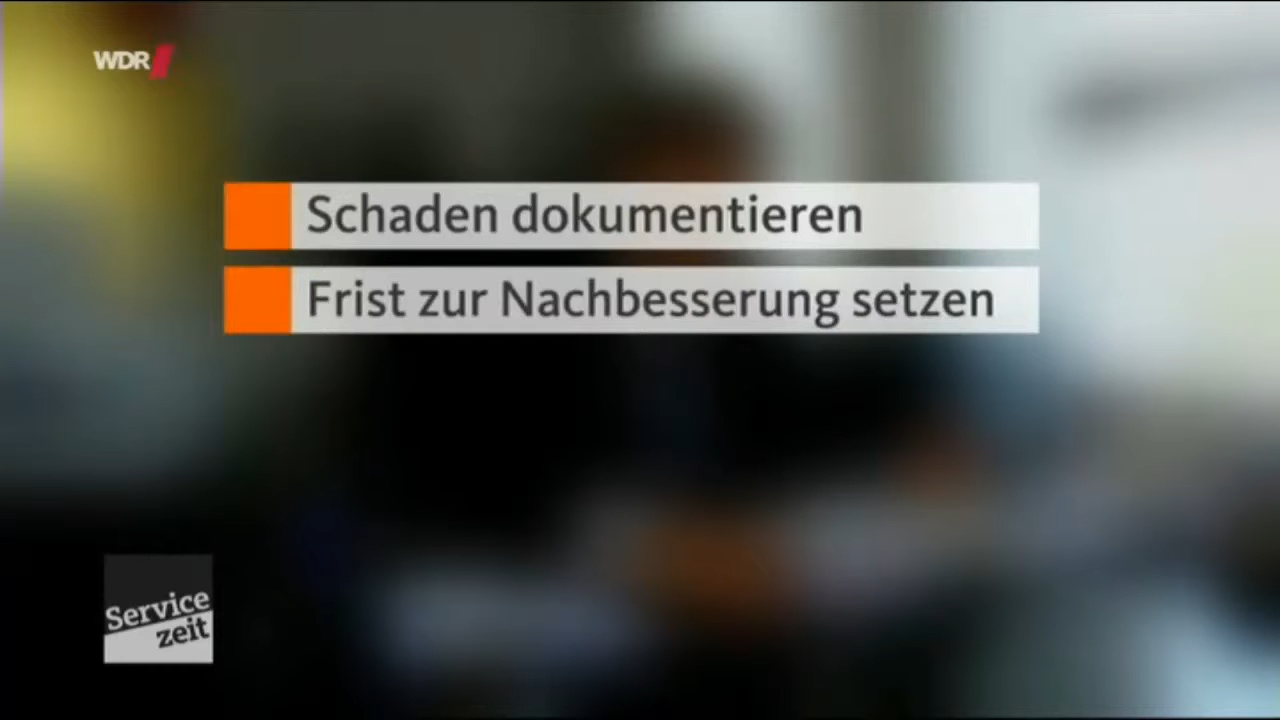 WDR
Schaden dokumentieren
Frist zur Nachbesserung setzen
Service
zeit